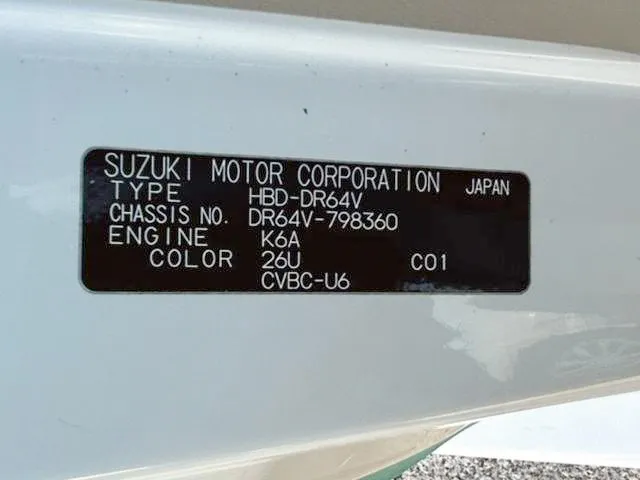 SUZUKI MOTOR CORPORATION JAPAN
TYPE HBD-DR64V
CHASSIS NO. DR64V-798360
ENGINE K6A
COLOR 26U C01
CVBC-U6